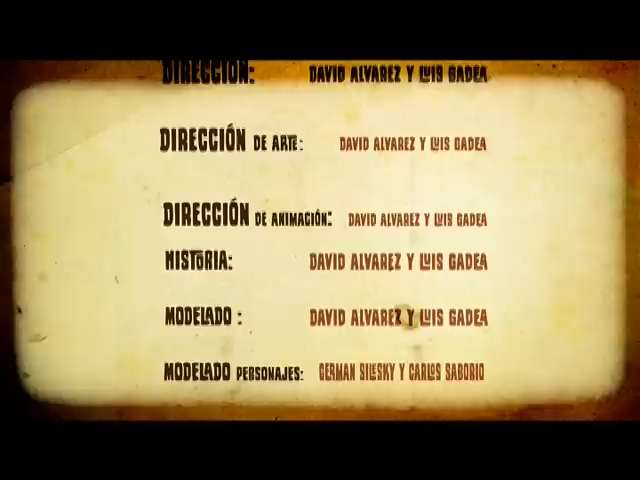 DIRECCIÓN: DAVID ALVAREZ Y LUIS GADEA
DIRECCIÓN DE ARTE: DAVID ALVAREZ Y LUIS GADEA
DIRECCIÓN DE ANIMACIÓN: DAVID ALVAREZ Y LUIS GADEA
HISTORIA: DAVID ALVAREZ Y LUIS GADEA
MODELADO : DAVID ALVAREZ Y LUIS GADEA
MODELADO PERSONAJES: GERMAN SILESKY Y CARLOS SABORIO